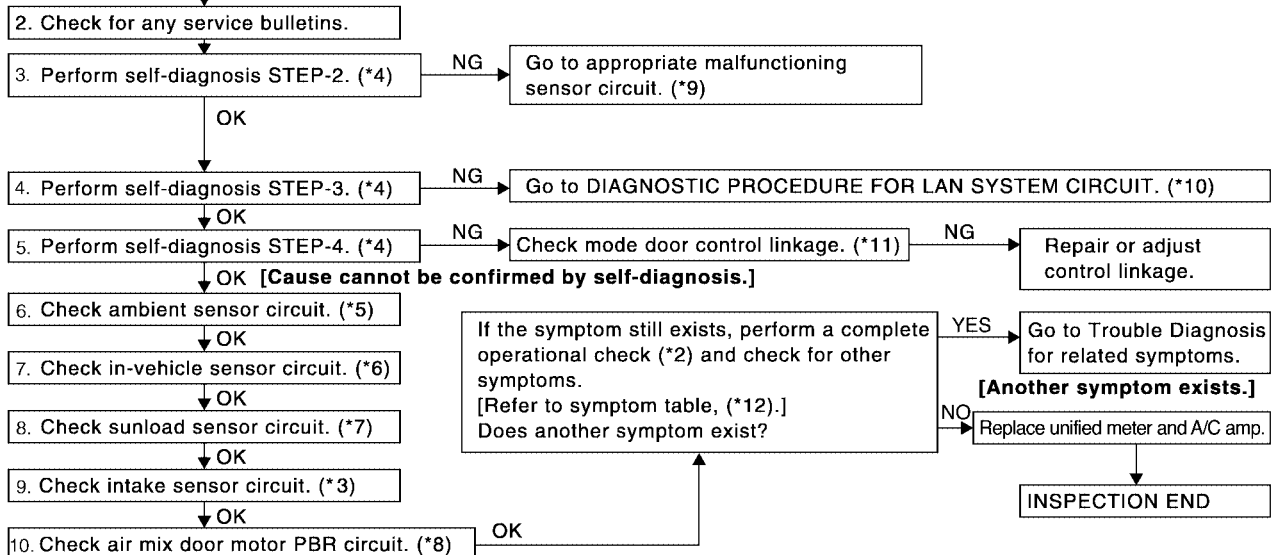 2. Check for any service bulletins.
3. Perform self-diagnosis STEP-2. (*4)
NG
Go to appropriate malfunctioning
sensor circuit. (*9)
OK
4. Perform self-diagnosis STEP-3. (*4)
NG
Go to DIAGNOSTIC PROCEDURE FOR LAN SYSTEM CIRCUIT. (*10)
OK
5. Perform self-diagnosis STEP-4. (*4)
NG
Check mode door control linkage. (*11)
NG
Repair or adjust
control linkage.
OK
[Cause cannot be confirmed by self-diagnosis.]
6. Check ambient sensor circuit. (*5)
OK
7. Check in-vehicle sensor circuit. (*6)
OK
8. Check sunload sensor circuit. (*7)
OK
9. Check intake sensor circuit. (*3)
OK
10. Check air mix door motor PBR circuit. (*8)
OK
If the symptom still exists, perform a complete
operational check (*2) and check for other
symptoms.
[Refer to symptom table, (*12).]
Does another symptom exist?
YES
Go to Trouble Diagnosis
for related symptoms.
[Another symptom exists.]
NO
Replace unified meter and A/C amp.
INSPECTION END